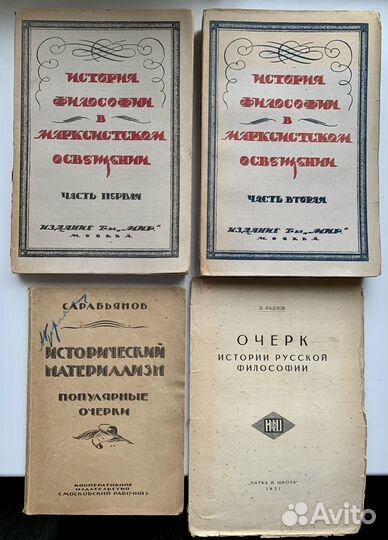 ИСТОРИЯ
ФИЛОСОФИИ
В
МАРКСИСТСКОМ
ОСВЕЩЕНИИ
ЧАСТЬ ПЕРВАЯ
ИЗДАНИЕ Т-ва „МИР“
МОСКВА
ИСТОРИЯ
ФИЛОСОФИИ
В
МАРКСИСТСКОМ
ОСВЕЩЕНИИ
ЧАСТЬ ВТОРАЯ
ИЗДАНИЕ Т-ва „МИР“
МОСКВА
САРАБЬЯНОВ
ИСТОРИЧЕСКИЙ
МАТЕРИАЛИЗМ
ПОПУЛЯРНЫЕ
ОЧЕРКИ
КООПЕРАТИВНОЕ
ИЗДАТЕЛЬСТВО
„МОСКОВСКИЙ РАБОЧИЙ“
Э. РАДЛОВ
ОЧЕРК
ИСТОРИИ РУССКОЙ
ФИЛОСОФИИ
„НАУКА И ШКОЛА“
1921
Avito